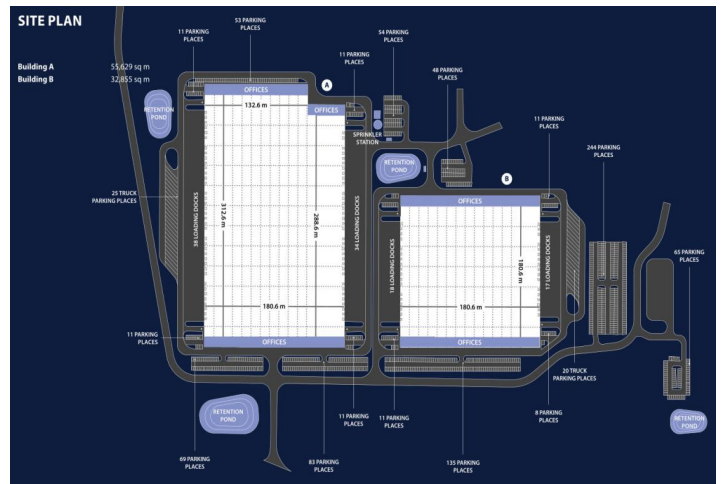 SITE PLAN
Building A 55,629 sq m
Building B 32,855 sq m
53 PARKING
PLACES
11 PARKING
PLACES
11 PARKING
PLACES
54 PARKING
PLACES
48 PARKING
PLACES
11 PARKING
PLACES
244 PARKING
PLACES
65 PARKING
PLACES
A
OFFICES
132.6 m
OFFICES
RETENTION
POND
SPRINKLER
STATION
RETENTION
POND
B
25 TRUCK
PARKING PLACES
38 LOADING DOCKS
312.6 m
288.6 m
34 LOADING DOCKS
180.6 m
OFFICES
OFFICES
18 LOADING DOCKS
180.6 m
180.6 m
17 LOADING DOCKS
OFFICES
11 PARKING
PLACES
20 TRUCK
PARKING PLACES
RETENTION
POND
11 PARKING
PLACES
11 PARKING
PLACES
8 PARKING
PLACES
RETENTION
POND
69 PARKING
PLACES
83 PARKING
PLACES
135 PARKING
PLACES